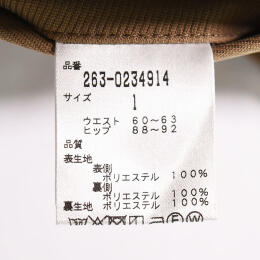 品番
263-0234914
サイズ
1
ウエスト 60~63
ヒップ 88~92
品質
表生地
表側
ポリエステル 100%
裏側
ポリエステル 100%
裏生地 ポリエステル 100%